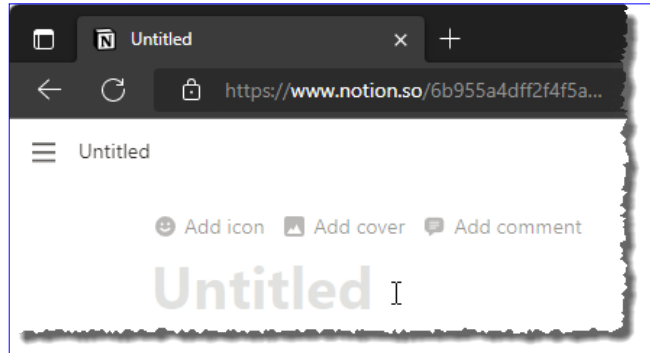 Untitled
https://www.notion.so/6b955a4dff2f4f5a...
Untitled
Add icon Add cover Add comment
Untitled